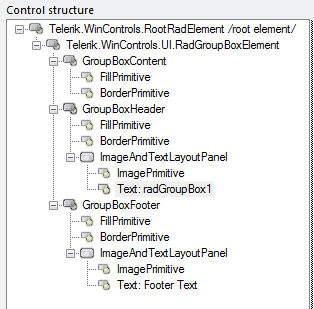 Control structure
Telerik.WinControls.RootRadElement /root element/
Telerik.WinControls.UI.RadGroupBoxElement
GroupBoxContent
FillPrimitive
BorderPrimitive
GroupBoxHeader
FillPrimitive
BorderPrimitive
ImageAndTextLayoutPanel
ImagePrimitive
Text: radGroupBox1
GroupBoxFooter
FillPrimitive
BorderPrimitive
ImageAndTextLayoutPanel
ImagePrimitive
Text: Footer Text